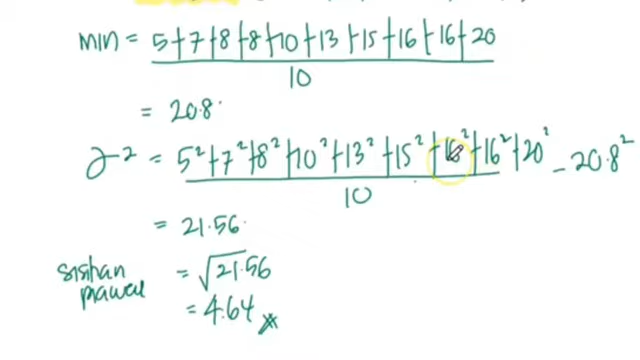 min = 5+7+8+8+10+13+15+16+16+20
10
= 20.8.
σ² = 5²+7²+8²+10²+13²+15²+16²+16²+20² - 20.8²
10
= 21.56.
sisihan piawai = √21.56
= 4.64